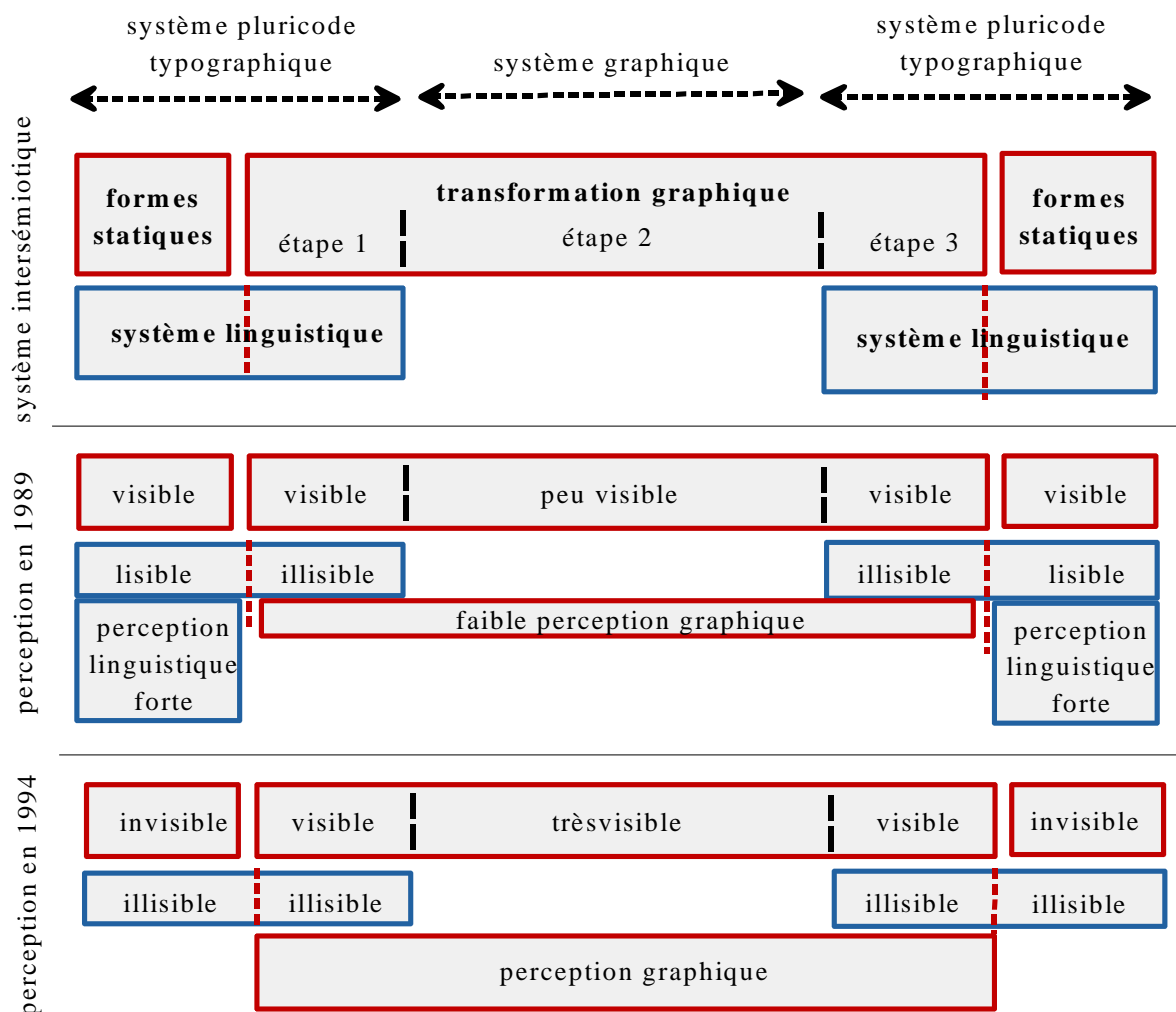 système pluricode
typographique
système graphique
système pluricode
typographique
système intersémiotique
formes
statiques
transformation graphique
étape 1
étape 2
étape 3
formes
statiques
système linguistique
système linguistique
perception en 1989
visible
visible
peu visible
visible
visible
lisible
illisible
illisible
lisible
perception
linguistique
forte
faible perception graphique
perception
linguistique
forte
perception en 1994
invisible
visible
trèsvisible
visible
invisible
illisible
illisible
illisible
illisible
perception graphique